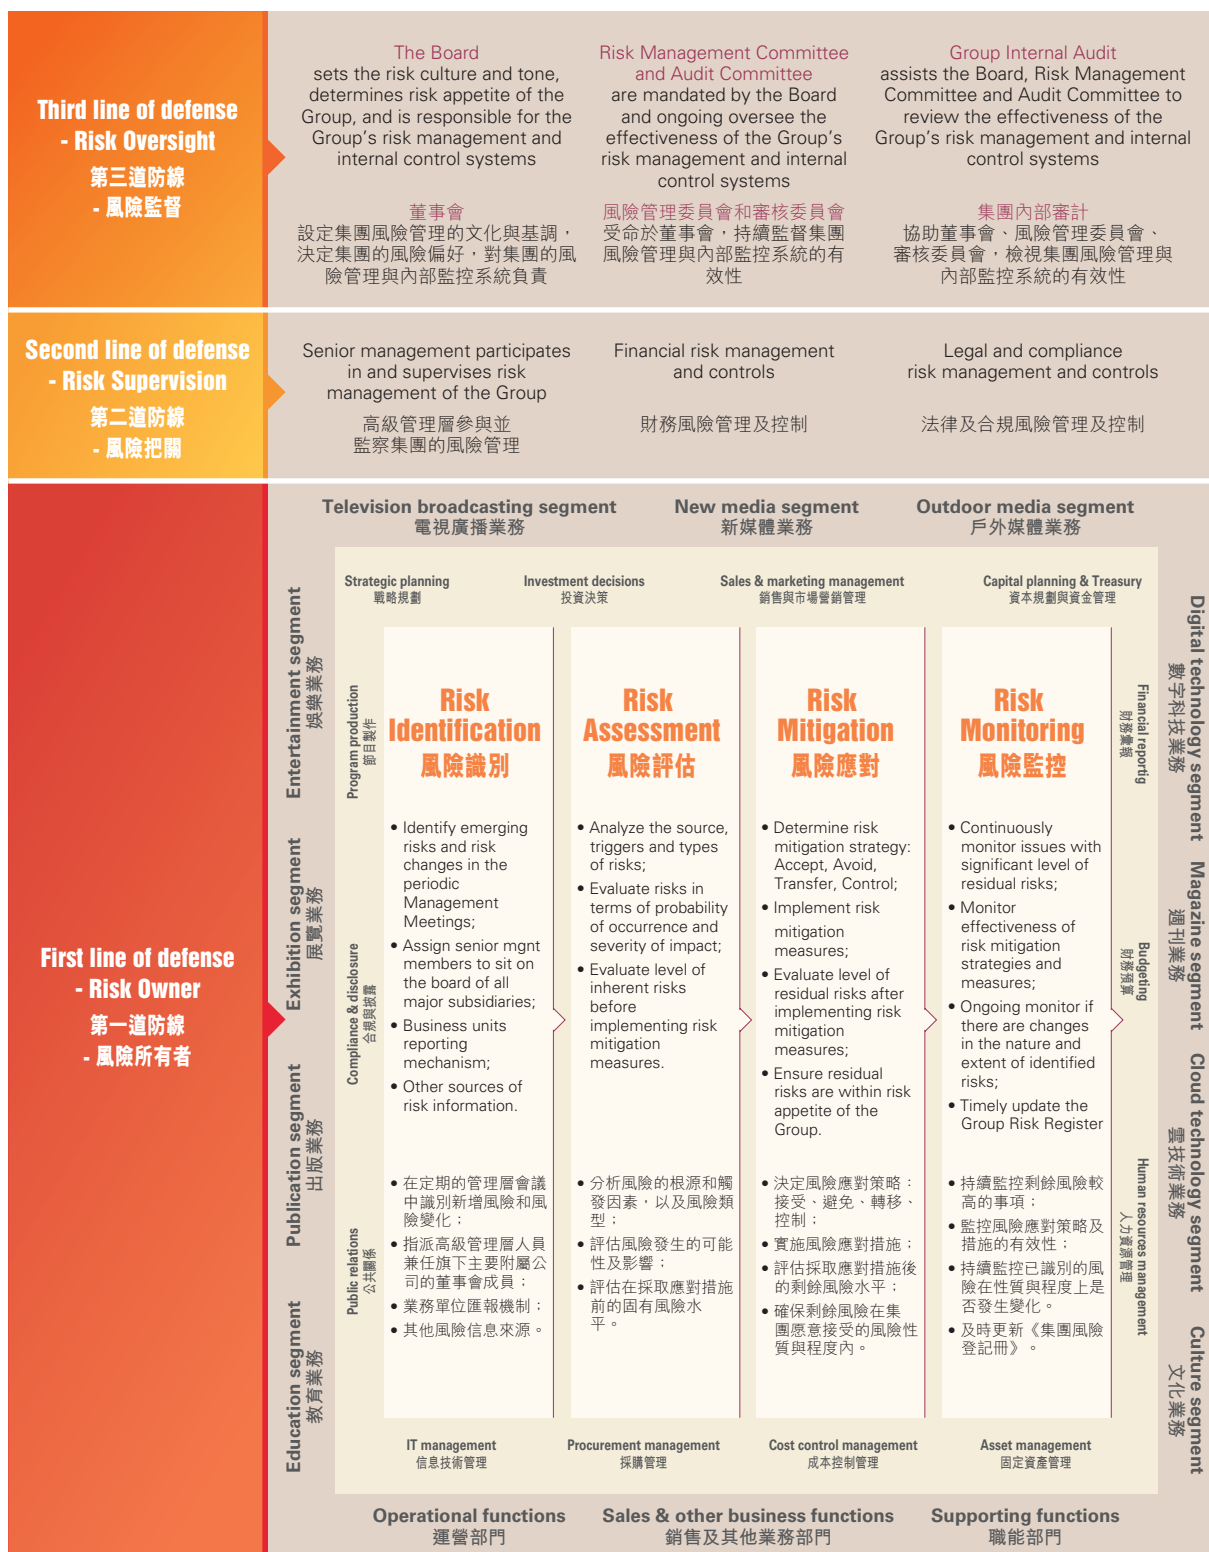 Third line of defense
- Risk Oversight
第三道防線
- 風險監督
The Board
sets the risk culture and tone,
determines risk appetite of the
Group, and is responsible for the
Group's risk management and
internal control systems
董事會
設定集團風險管理的文化與基調，
決定集團的風險偏好，對集團的風
險管理與內部監控系統負責
Risk Management Committee
and Audit Committee
are mandated by the Board
and ongoing oversee the
effectiveness of the Group's
risk management and internal
control systems
風險管理委員會和審核委員會
受命於董事會，持續監督集團
風險管理與內部監控系統的有
效性
Group Internal Audit
assists the Board, Risk Management
Committee and Audit Committee to
review the effectiveness of the
Group's risk management and internal
control systems
集團內部審計
協助董事會、風險管理委員會、
審核委員會，檢視集團風險管理與
內部監控系統的有效性
Second line of defense
- Risk Supervision
第二道防線
- 風險把關
Senior management participates
in and supervises risk
management of the Group
高級管理層參與並
監察集團的風險管理
Financial risk management
and controls
財務風險管理及控制
Legal and compliance
risk management and controls
法律及合規風險管理及控制
First line of defense
- Risk Owner
第一道防線
- 風險所有者
Television broadcasting segment
電視廣播業務
New media segment
新媒體業務
Outdoor media segment
戶外媒體業務
Entertainment segment
娛樂業務
Exhibition segment
展覽業務
Publication segment
出版業務
Education segment
教育業務
Strategic planning
戰略規劃
Investment decisions
投資決策
Sales & marketing management
銷售與市場營銷管理
Capital planning & Treasury
資本規劃與資金管理
Program production
節目製作
Compliance & disclosure
合規與披露
Public relations
公共關係
Risk
Identification
風險識別
• Identify emerging
risks and risk
changes in the
periodic
Management
Meetings;
• Assign senior mgnt
members to sit on
the board of all
major subsidiaries;
• Business units
reporting
mechanism;
• Other sources of
risk information.
• 在定期的管理層會議
中識別新增風險和風
險變化；
• 指派高級管理層人員
兼任旗下主要附屬公
司的董事會成員；
• 業務單位匯報機制；
• 其他風險信息來源。
Risk
Assessment
風險評估
• Analyze the source,
triggers and types
of risks;
• Evaluate risks in
terms of probability
of occurrence and
severity of impact;
• Evaluate level of
inherent risks
before
implementing risk
mitigation
measures.
• 分析風險的根源和觸
發因素，以及風險類
型；
• 評估風險發生的可能
性及影響；
• 評估在採取應對措施
前的固有風險水
平。
Risk
Mitigation
風險應對
• Determine risk
mitigation strategy:
Accept, Avoid,
Transfer, Control;
• Implement risk
mitigation
measures;
• Evaluate level of
residual risks after
implementing risk
mitigation
measures;
• Ensure residual
risks are within risk
appetite of the
Group.
• 決定風險應對策略：
接受、避免、轉移、
控制；
• 實施風險應對措施；
• 評估採取應對措施後
的剩餘風險水平；
• 確保剩餘風險在集
團愿意接受的風險性
質與程度內。
Risk
Monitoring
風險監控
• Continuously
monitor issues with
significant level of
residual risks;
• Monitor
effectiveness of
risk mitigation
strategies and
measures;
• Ongoing monitor if
there are changes
in the nature and
extent of identified
risks;
• Timely update the
Group Risk Register
• 持續監控剩餘風險較
高的事項；
• 監控風險應對策略及
措施的有效性；
• 持續監控已識別的風
險在性質與程度上是
否發生變化。
• 及時更新《集團風險
登記冊》。
Financial reportig
財務彙報
Budgeting
財務預算
Human resources management
人力資源管理
IT management
信息技術管理
Procurement management
採購管理
Cost control management
成本控制管理
Asset management
固定資產管理
Digital technology segment
數字科技業務
Magazine segment
週刊業務
Cloud technology segment
雲技術業務
Culture segment
文化業務
Operational functions
運營部門
Sales & other business functions
銷售及其他業務部門
Supporting functions
職能部門